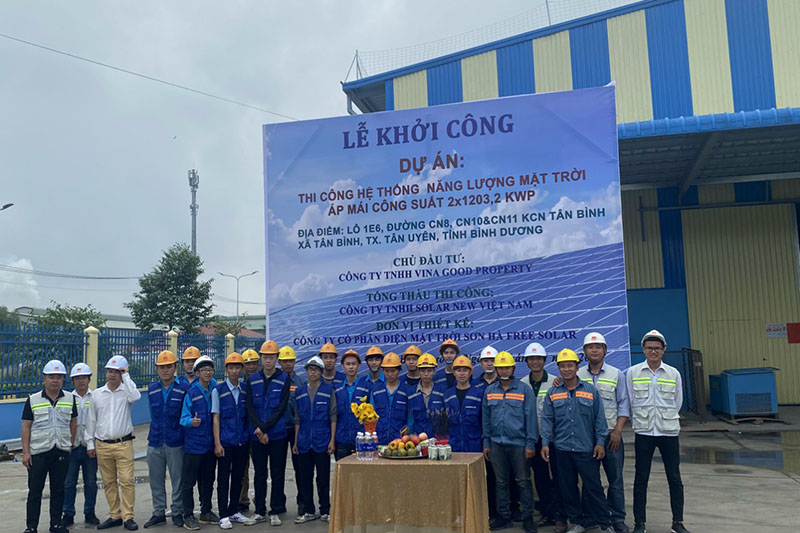 LỄ KHỞI CÔNG
DỰ ÁN:
THI CÔNG HỆ THỐNG NĂNG LƯỢNG MẶT TRỜI
ÁP MÁI CÔNG SUẤT 2x1203,2 KWP
ĐỊA ĐIỂM: LÔ 1E6, ĐƯỜNG CN8, CN10&CN11 KCN TÂN BÌNH
XÃ TÂN BÌNH, TX. TÂN UYÊN, TỈNH BÌNH DƯƠNG
CHỦ ĐẦU TƯ:
CÔNG TY TNHH VINA GOOD PROPERTY
TỔNG THẦU THI CÔNG:
CÔNG TY TNHH SOLAR NEW VIỆT NAM
ĐƠN VỊ THIẾT KẾ:
CÔNG TY CỔ PHẦN ĐIỆN MẶT TRỜI SƠN HÀ FREE SOLAR